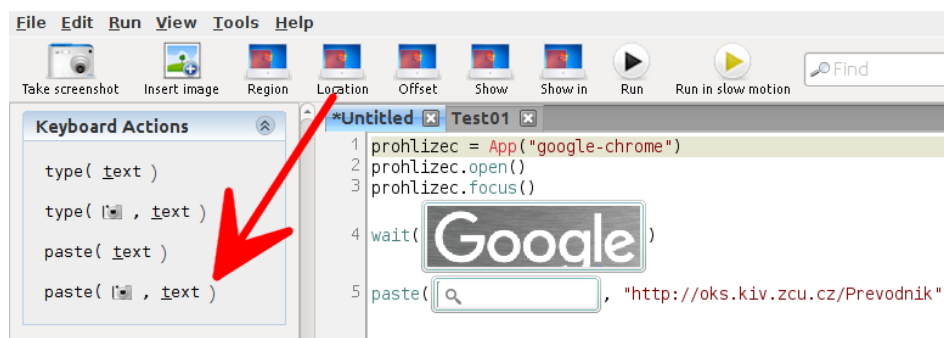 File Edit Run View Tools Help
Take screenshot Insert image Region Location Offset Show Show in Run Run in slow motion Find
Keyboard Actions
type( text )
type( , text )
paste( text )
paste( , text )
*Untitled Test01
1 prohlizec = App("google-chrome")
2 prohlizec.open()
3 prohlizec.focus()
4 wait( Google )
5 paste( , "http://oks.kiv.zcu.cz/Prevodnik"